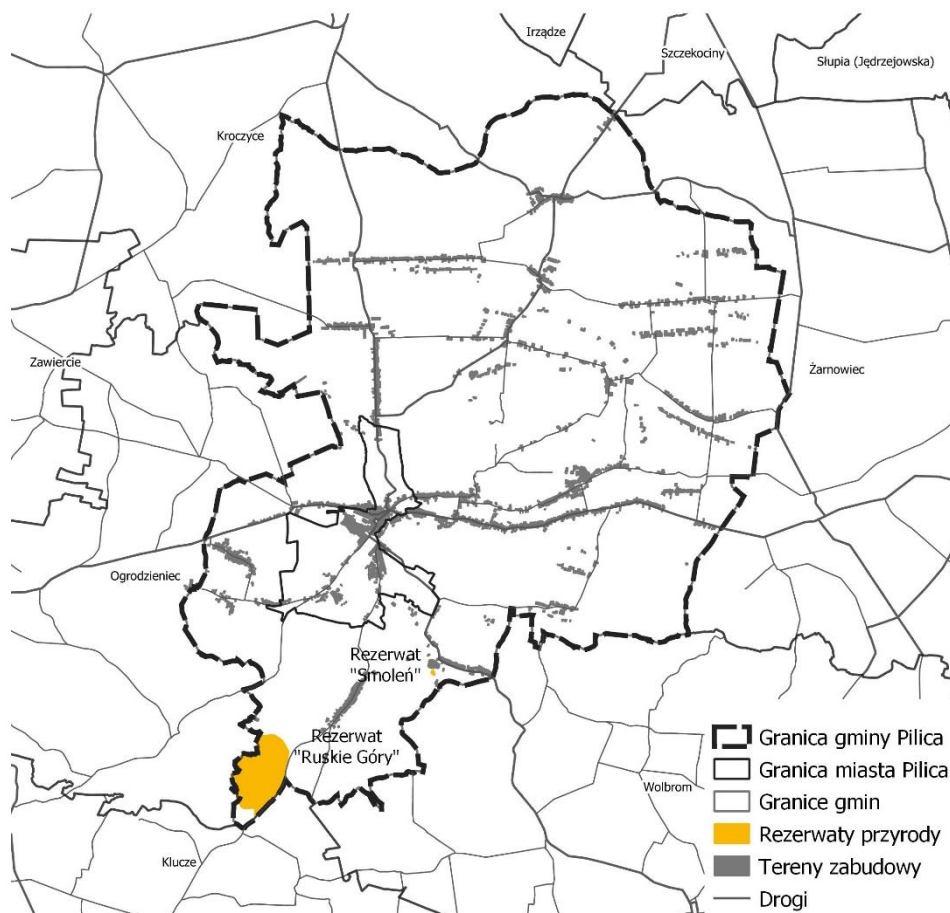 Irządze
Szczekociny
Słupia (Jędrzejowska)
Kroczyce
Zawiercie
Żarnowiec
Ogrodzieniec
Rezerwat
"Smoleń"
Rezerwat
"Ruskie Góry"
Wolbrom
Klucze
Granica gminy Pilica
Granica miasta Pilica
Granice gmin
Rezerwaty przyrody
Tereny zabudowy
Drogi